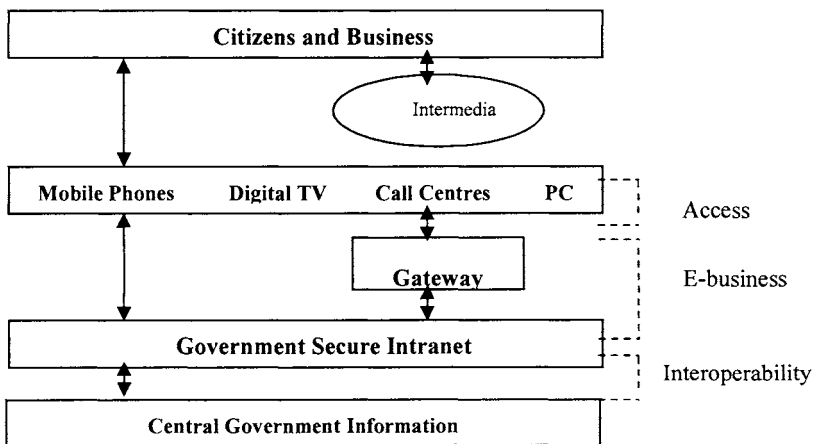 Citizens and Business
Intermedia
Mobile Phones Digital TV Call Centres PC
Access
Gateway
E-business
Government Secure Intranet
Interoperability
Central Government Information